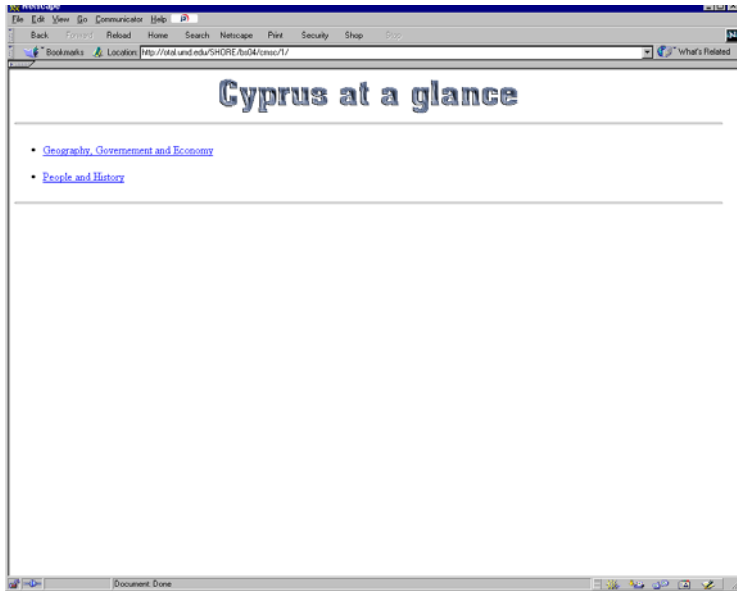 Netscape
File Edit View Go Communicator Help
Back Forward Reload Home Search Netscape Print Security Shop Stop
Bookmarks Location: http://otal.umd.edu/SHORE/bs04/cmsc/1/ What's Related
Cyprus at a glance
• Geography, Governement and Economy
• People and History
Document: Done